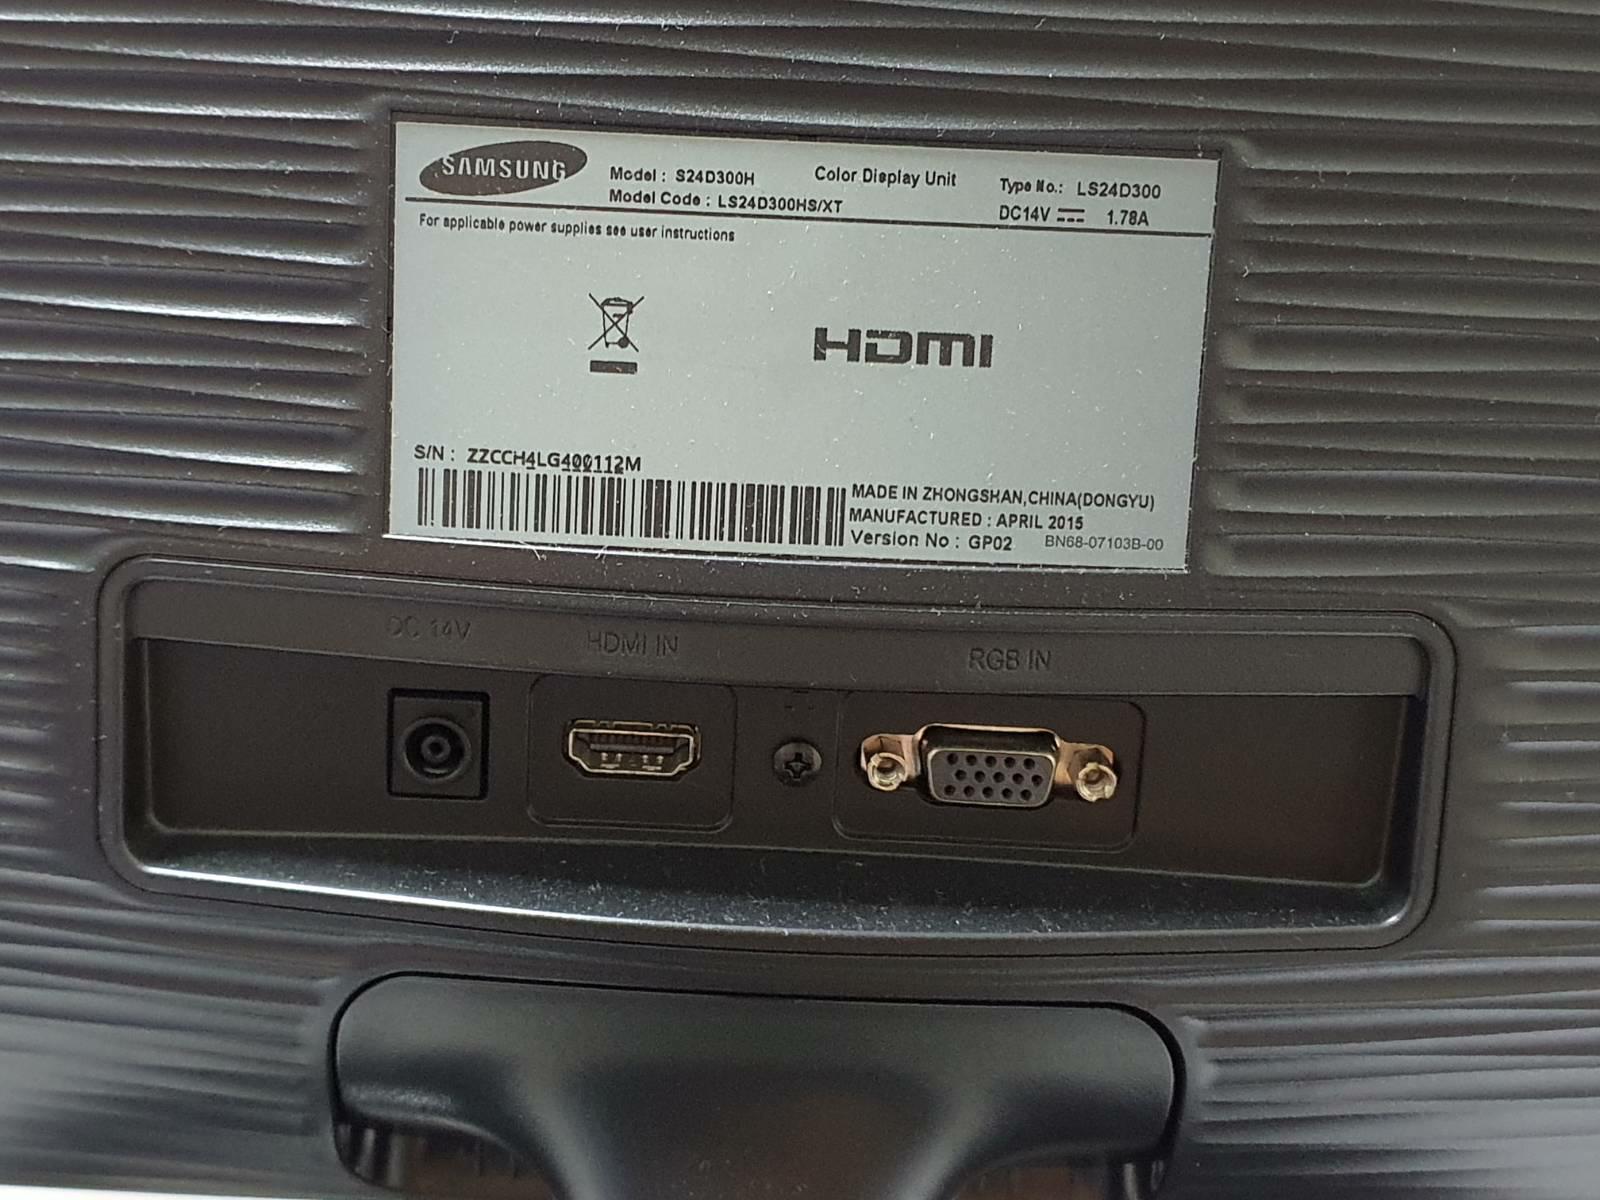 SAMSUNG
Model : S24D300H
Color Display Unit
Type No.: LS24D300
Model Code : LS24D300HS/XT
DC14V 1.78A
For applicable power supplies see user instructions
HDMI
S/N : ZZCCH4LG400112M
MADE IN ZHONGSHAN,CHINA(DONGYU)
MANUFACTURED : APRIL 2015
Version No : GP02 BN68-07103B-00
DC 14V
HDMI IN
RGB IN